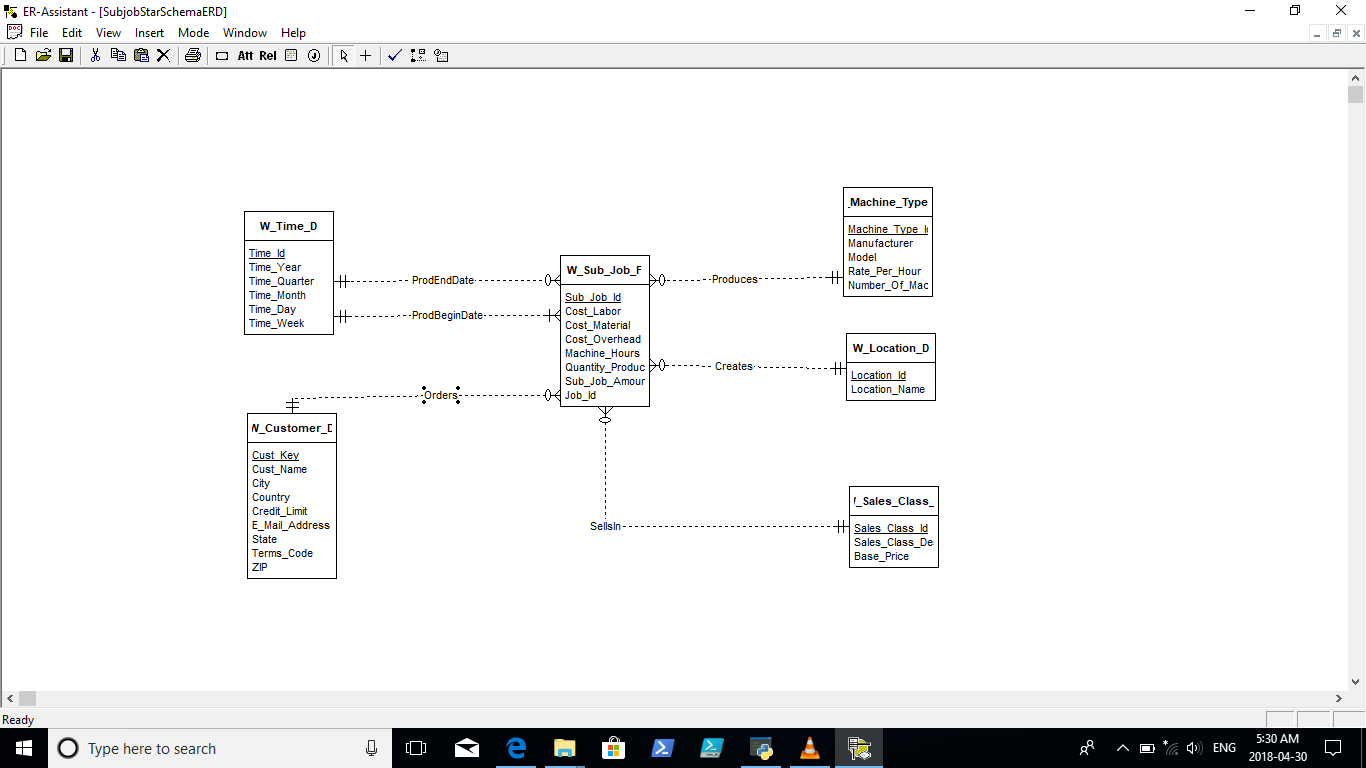 ER-Assistant - [SubjobStarSchemaERD]
File Edit View Insert Mode Window Help
Att Rel
W_Time_D
Time_Id
Time_Year
Time_Quarter
Time_Month
Time_Day
Time_Week
ProdEndDate
ProdBeginDate
Orders
W_Customer_D
Cust_Key
Cust_Name
City
Country
Credit_Limit
E_Mail_Address
State
Terms_Code
ZIP
W_Sub_Job_F
Sub_Job_Id
Cost_Labor
Cost_Material
Cost_Overhead
Machine_Hours
Quantity_Produc
Sub_Job_Amour
Job_Id
Produces
Creates
SellsIn
_Machine_Type
Machine_Type_Id
Manufacturer
Model
Rate_Per_Hour
Number_Of_Mac
W_Location_D
Location_Id
Location_Name
W_Sales_Class_
Sales_Class_Id
Sales_Class_De
Base_Price
Ready
Type here to search
ENG
5:30 AM
2018-04-30